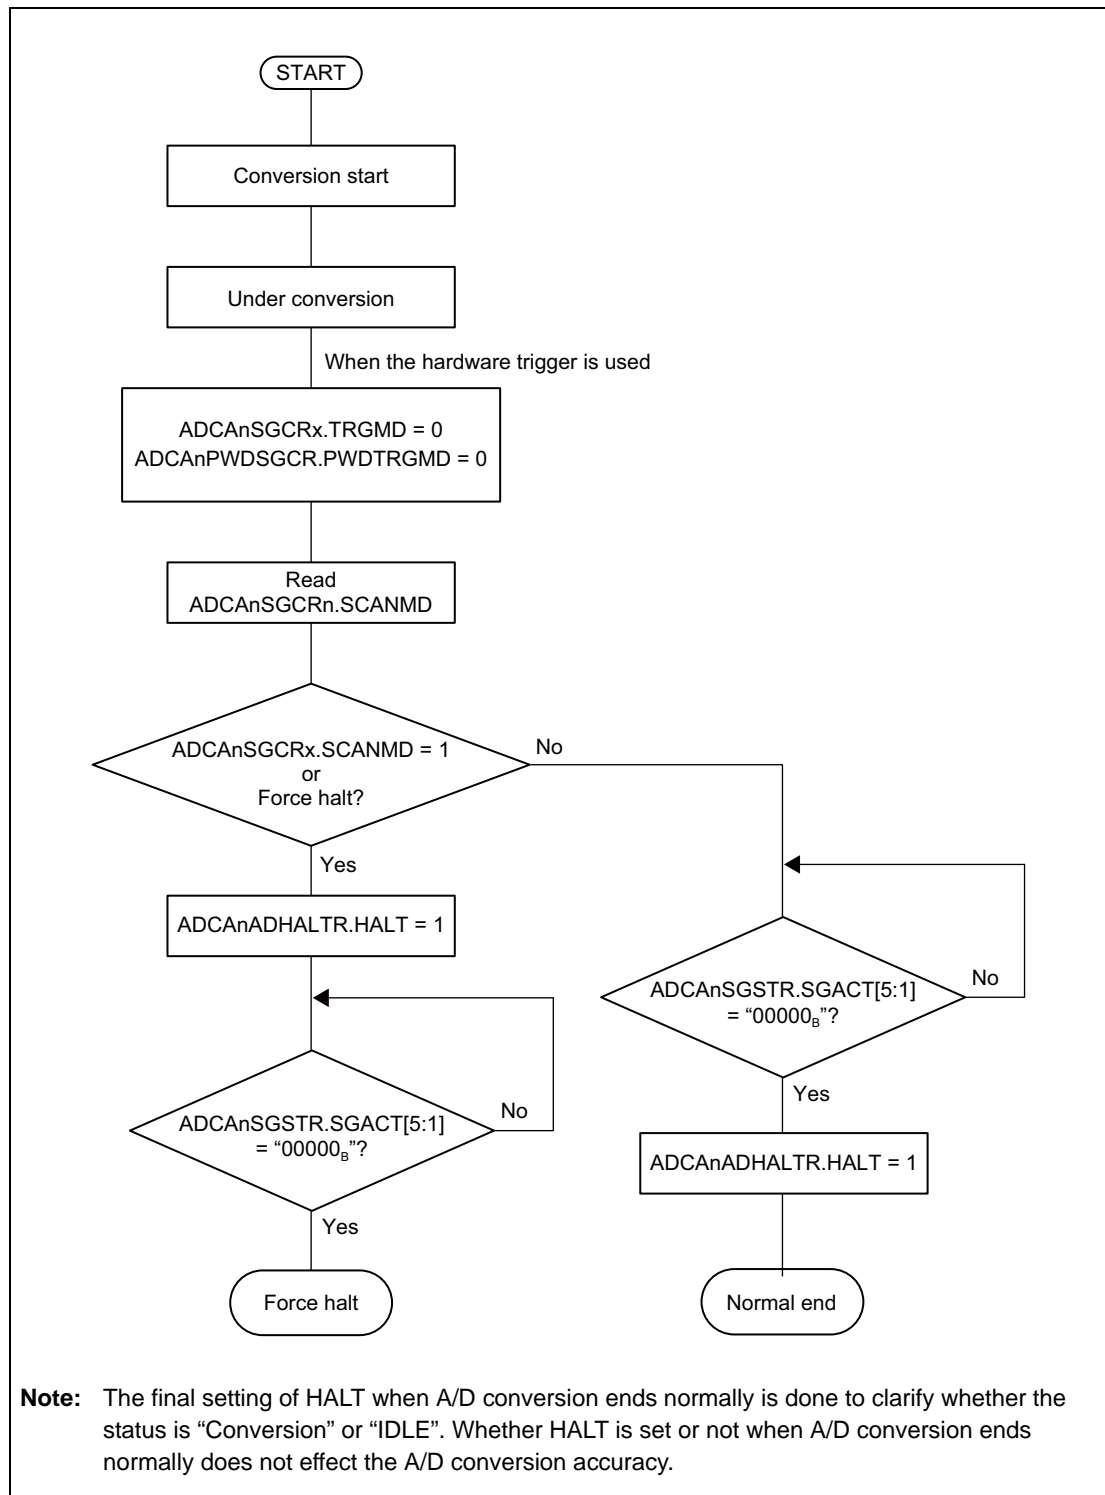 START
Conversion start
Under conversion
When the hardware trigger is used
ADCAnSGCRx.TRGMD = 0
ADCAnPWDSGCR.PWDTRGMD = 0
Read
ADCAnSGCRn.SCANMD
ADCAnSGCRx.SCANMD = 1
or
Force halt?
No
Yes
ADCAnADHALTR.HALT = 1
ADCAnSGSTR.SGACT[5:1]
= “00000B”?
No
Yes
Force halt
ADCAnSGSTR.SGACT[5:1]
= “00000B”?
No
Yes
ADCAnADHALTR.HALT = 1
Normal end
Note: The final setting of HALT when A/D conversion ends normally is done to clarify whether the
status is “Conversion” or “IDLE”. Whether HALT is set or not when A/D conversion ends
normally does not effect the A/D conversion accuracy.